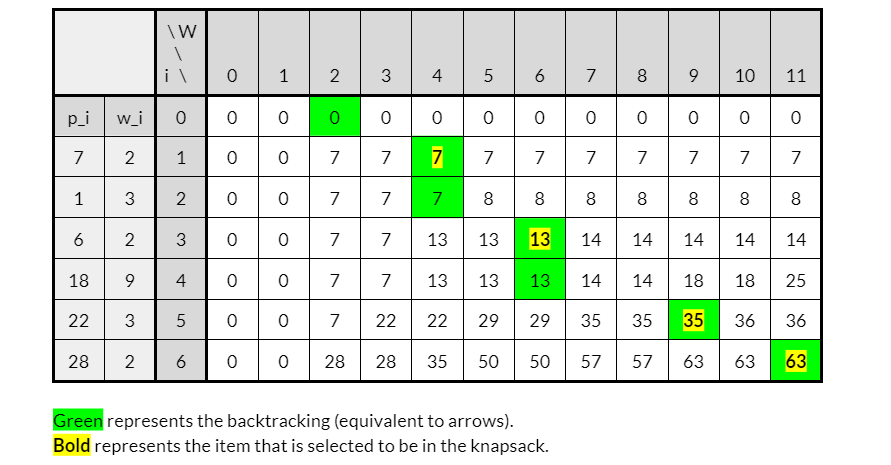 \ W
\
i \ 0 1 2 3 4 5 6 7 8 9 10 11
p_i w_i 0 0 0 0 0 0 0 0 0 0 0 0 0
7 2 1 0 0 7 7 7 7 7 7 7 7 7 7
1 3 2 0 0 7 7 7 8 8 8 8 8 8 8
6 2 3 0 0 7 7 13 13 13 14 14 14 14 14
18 9 4 0 0 7 7 13 13 13 14 14 18 18 25
22 3 5 0 0 7 22 22 29 29 35 35 35 36 36
28 2 6 0 0 28 28 35 50 50 57 57 63 63 63
Green represents the backtracking (equivalent to arrows).
Bold represents the item that is selected to be in the knapsack.